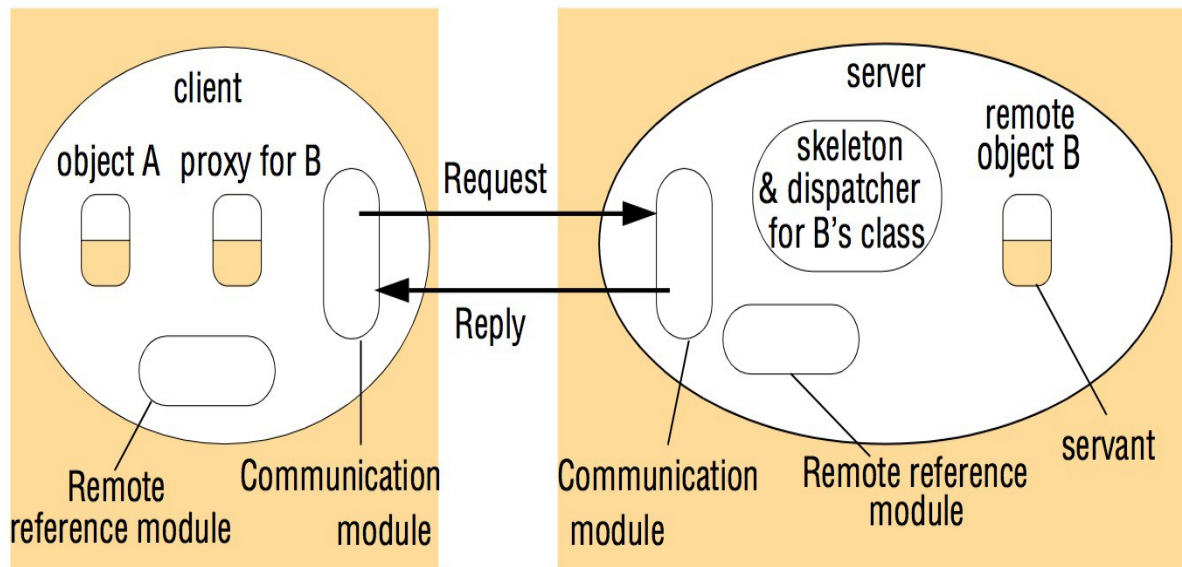 client
object A
proxy for B
Request
Reply
Remote
reference module
Communication
module
server
skeleton
& dispatcher
for B's class
remote
object B
Communication
module
Remote reference
module
servant